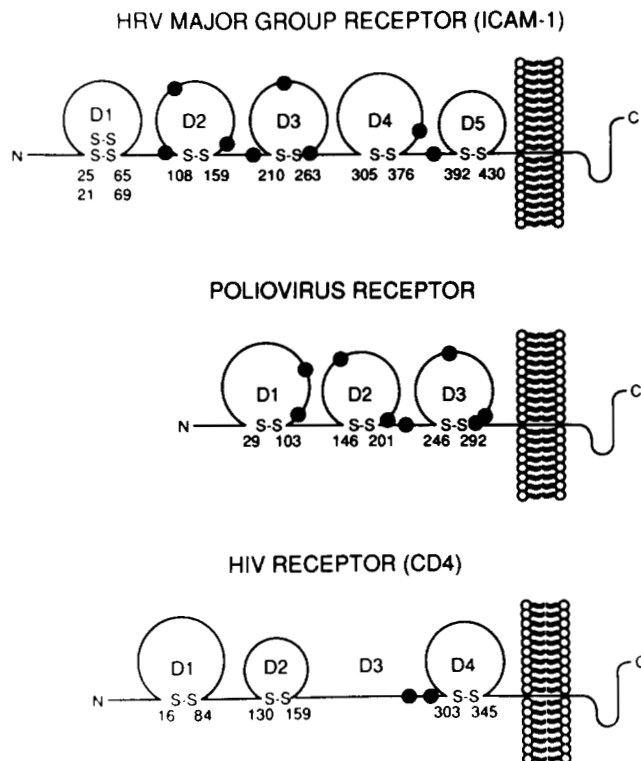 HRV MAJOR GROUP RECEPTOR (ICAM-1)
D1 D2 D3 D4 D5
S-S
N S-S S-S S-S S-S S-S C
25 65 108 159 210 263 305 376 392 430
21 69
POLIOVIRUS RECEPTOR
D1 D2 D3
N S-S S-S S-S C
29 103 146 201 246 292
HIV RECEPTOR (CD4)
D1 D2 D3 D4
N S-S S-S S-S C
16 84 130 159 303 345